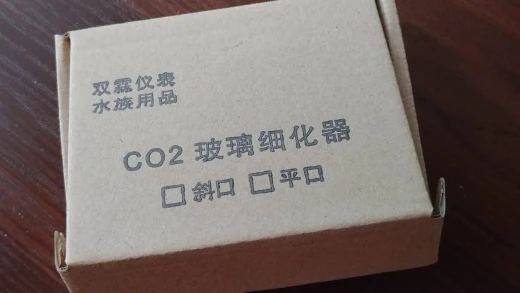 双霖仪表
水族用品
CO2 玻璃细化器
□斜口 □平口